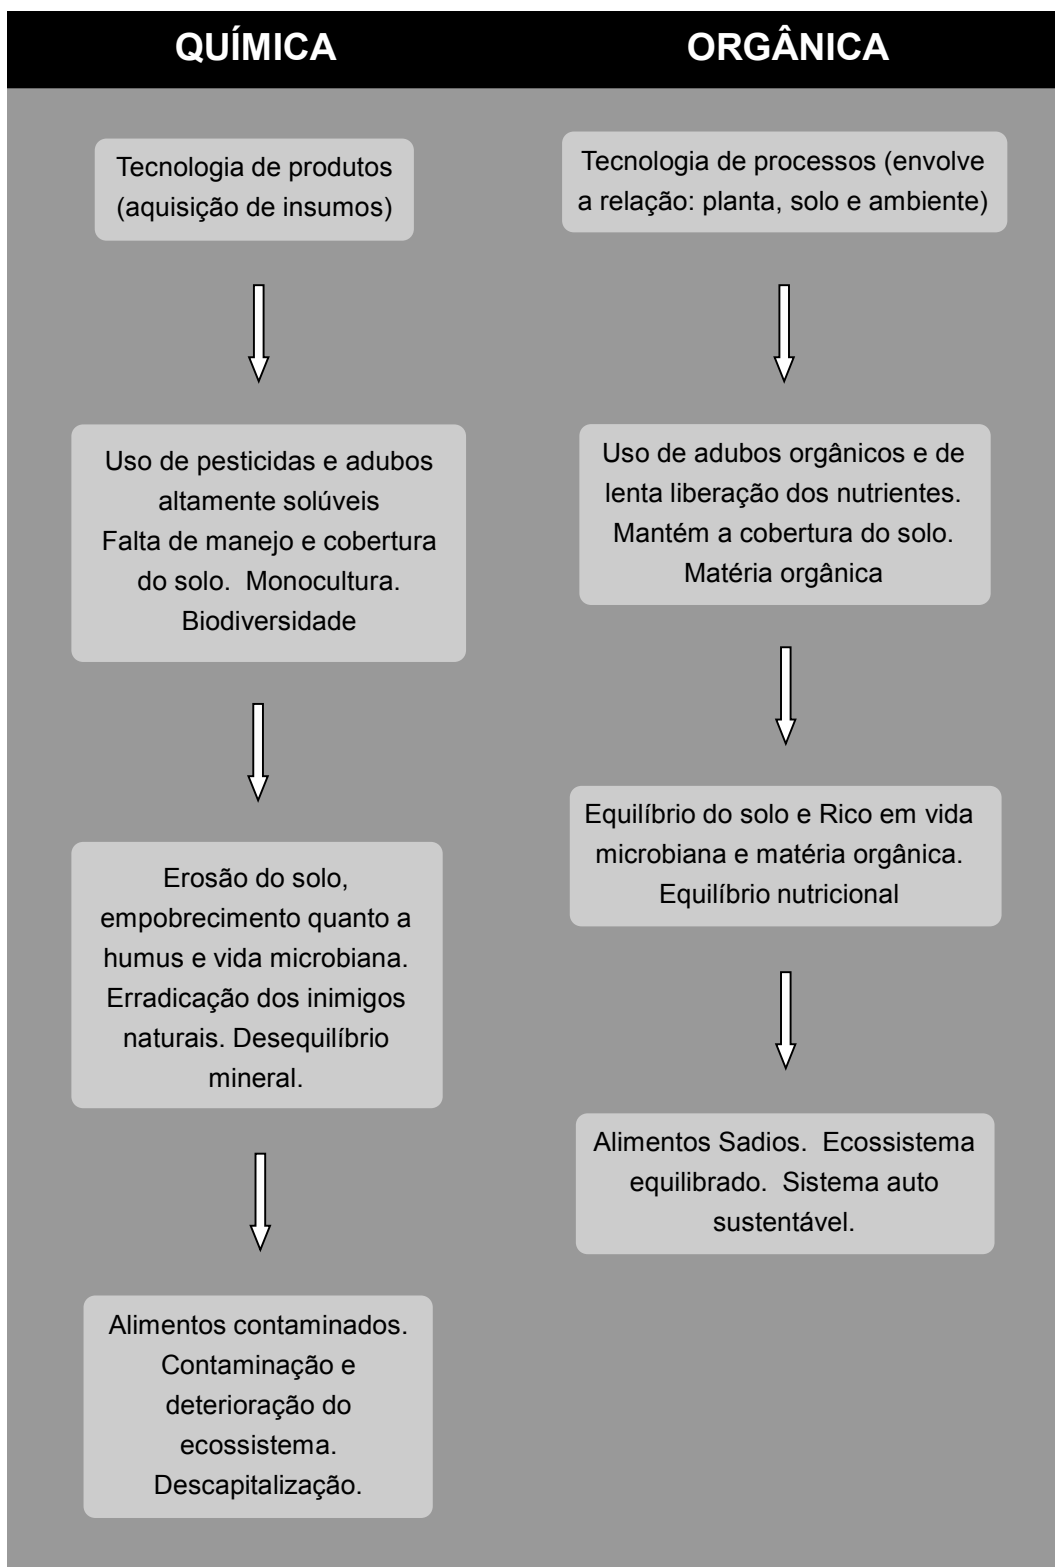 QUÍMICA
ORGÂNICA
Tecnologia de produtos
(aquisição de insumos)
Uso de pesticidas e adubos
altamente solúveis
Falta de manejo e cobertura
do solo.  Monocultura.
Biodiversidade
Erosão do solo,
empobrecimento quanto a
humus e vida microbiana.
Erradicação dos inimigos
naturais. Desequilíbrio
mineral.
Alimentos contaminados.
Contaminação e
deterioração do
ecossistema.
Descapitalização.
Tecnologia de processos (envolve
a relação: planta, solo e ambiente)
Uso de adubos orgânicos e de
lenta liberação dos nutrientes.
Mantém a cobertura do solo.
Matéria orgânica
Equilíbrio do solo e Rico em vida
microbiana e matéria orgânica.
Equilíbrio nutricional
Alimentos Sadios.  Ecossistema
equilibrado.  Sistema auto
sustentável.